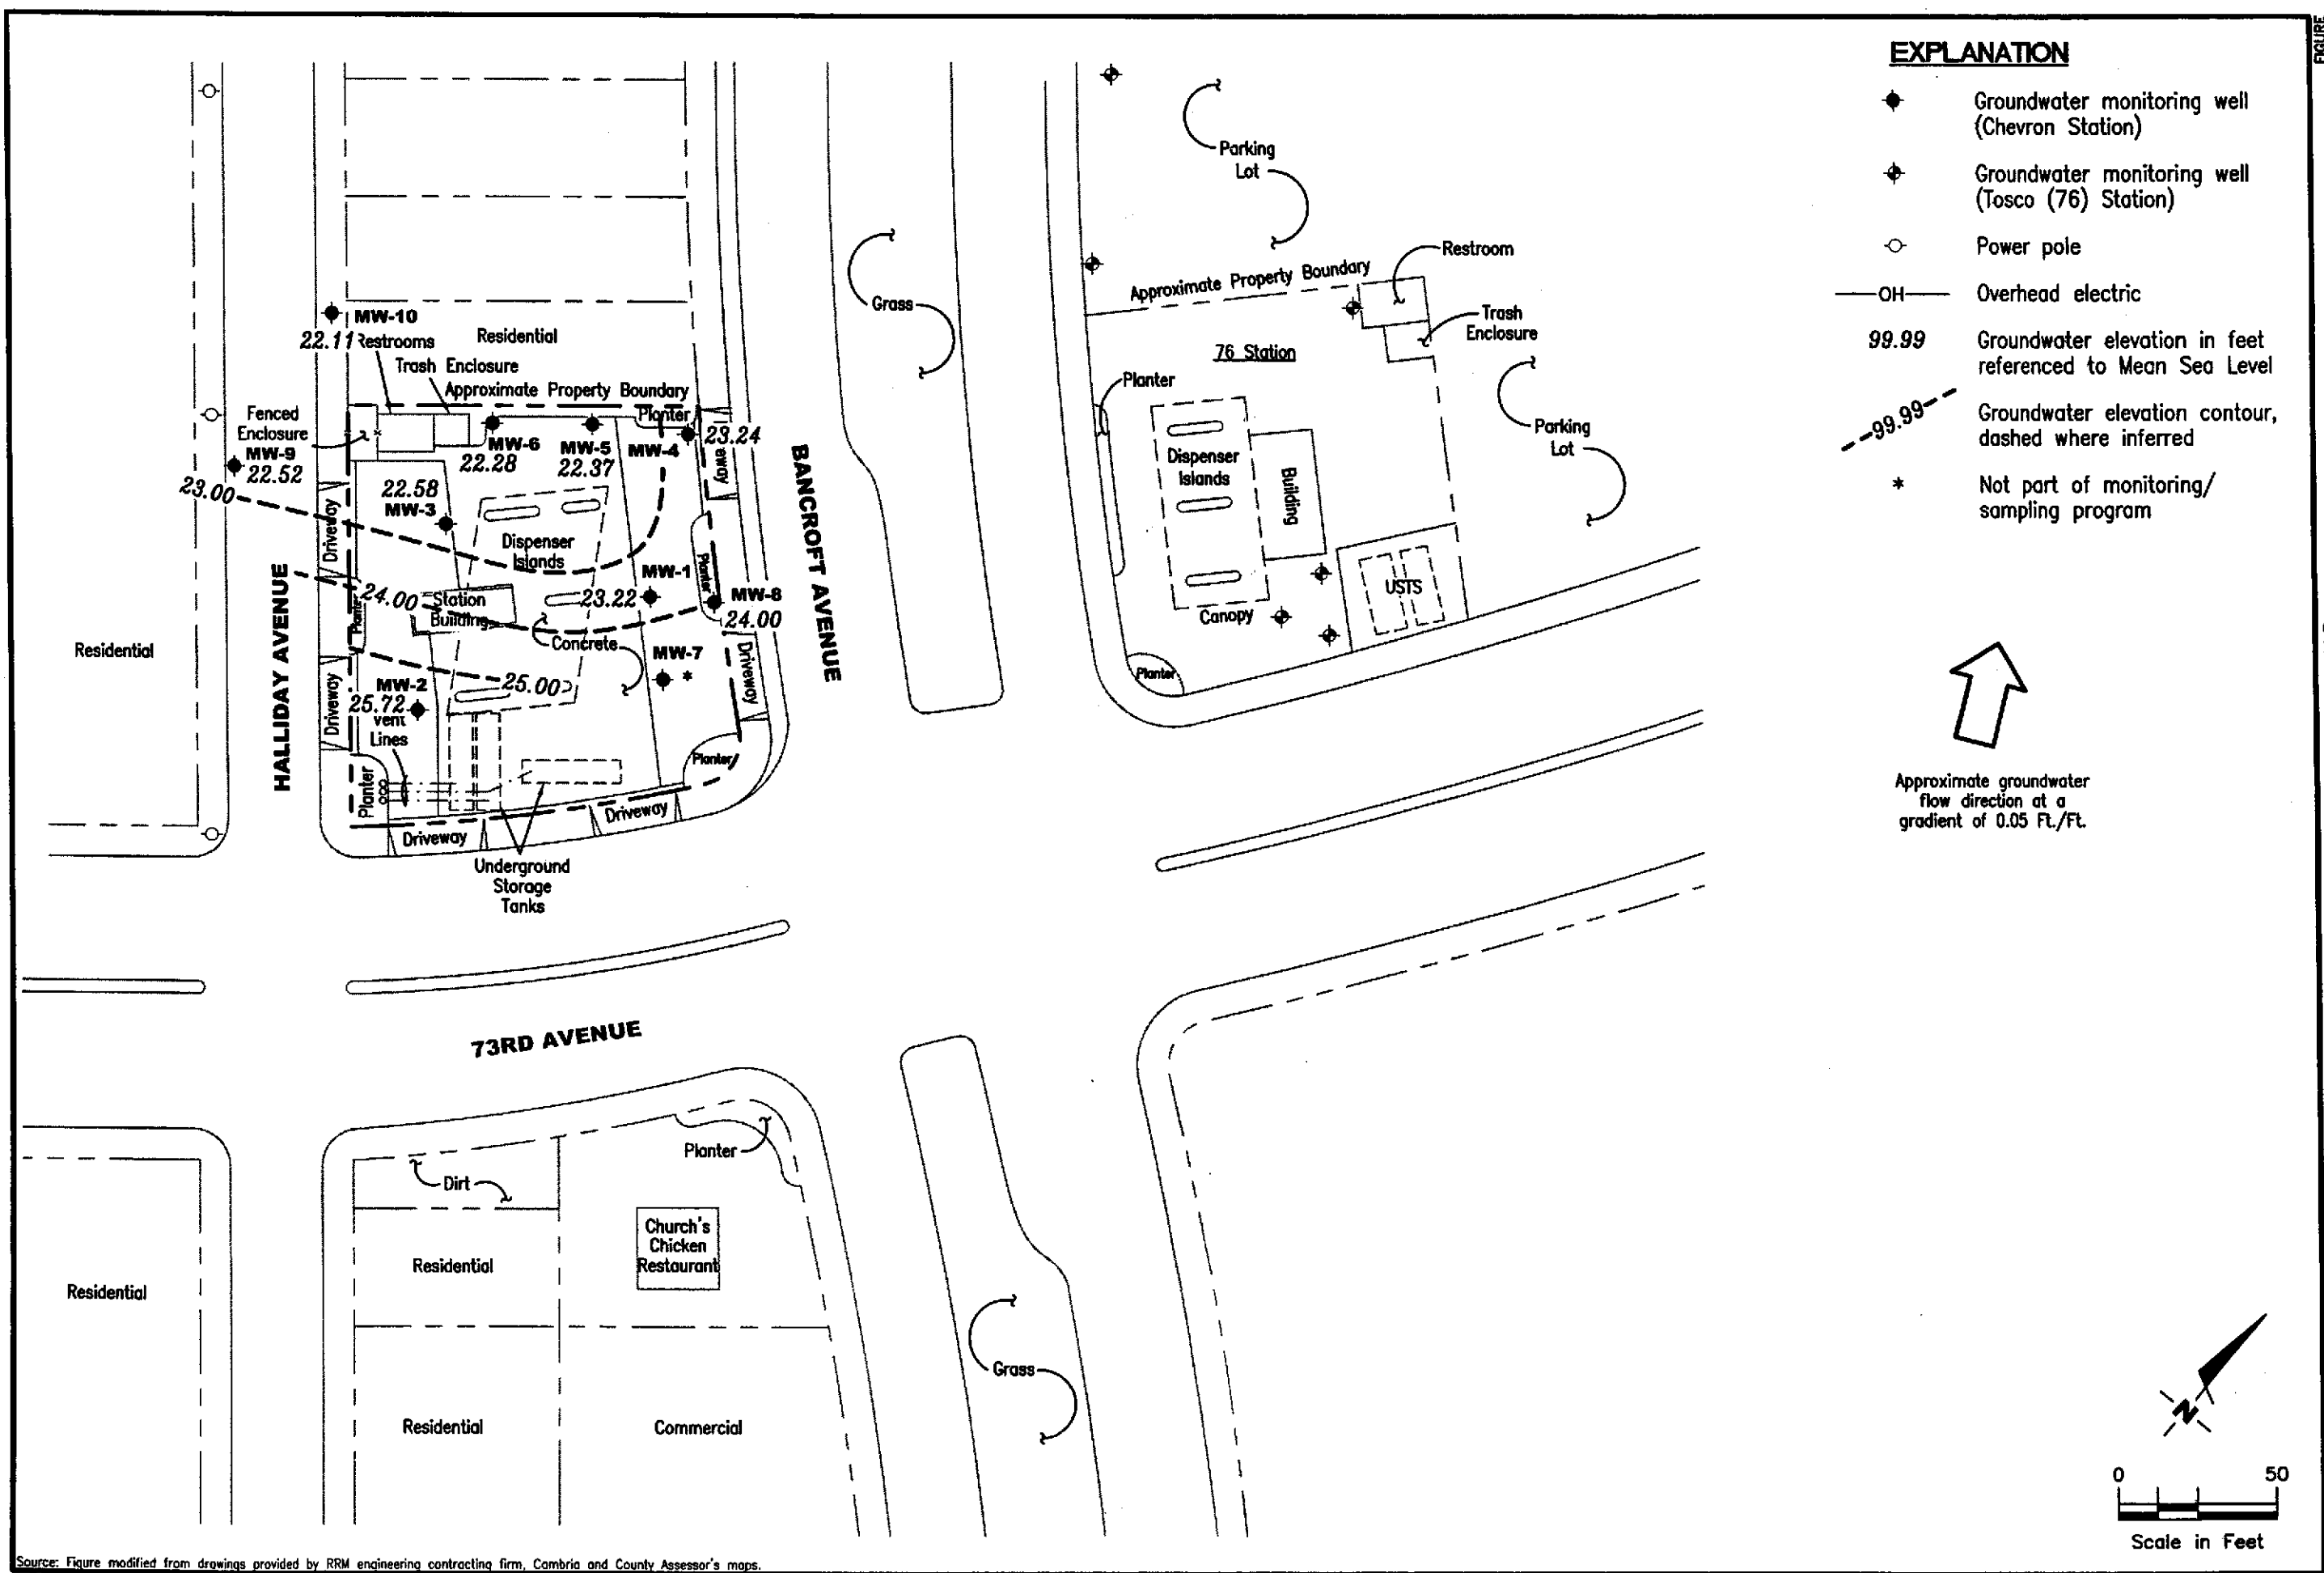 FIGURE
EXPLANATION
Groundwater monitoring well
(Chevron Station)
Groundwater monitoring well
(Tosco (76) Station)
Power pole
OH
Overhead electric
99.99
Groundwater elevation in feet
referenced to Mean Sea Level
99.99
Groundwater elevation contour,
dashed where inferred
*
Not part of monitoring/
sampling program
Approximate groundwater
flow direction at a
gradient of 0.05 Ft./Ft.
N
0 50
Scale in Feet
Parking
Lot
Grass
Approximate Property Boundary
Restroom
Trash
Enclosure
76 Station
Planter
Dispenser
Islands
Building
Parking
Lot
USTS
Canopy
Planter
MW-10
22.11
Restrooms
Residential
Trash Enclosure
Approximate Property Boundary
Fenced
Enclosure
Planter
MW-9
22.52
MW-6
22.28
MW-5
22.37
MW-4
23.24
eway
23.00
22.58
MW-3
Driveway
Dispenser
Islands
MW-1
23.22
Planter
MW-8
24.00
24.00
Station
Building
Planter
Concrete
MW-7
*
Driveway
25.00
MW-2
25.72
Vent
Lines
Driveway
Planter
Planter
Driveway
Driveway
Underground
Storage
Tanks
HALLIDAY AVENUE
BANCROFT AVENUE
Residential
73RD AVENUE
Planter
Dirt
Church's
Chicken
Restaurant
Residential
Residential
Grass
Residential
Commercial
Source: Figure modified from drawings provided by RRM engineering contracting firm, Cambria and County Assessor's maps.